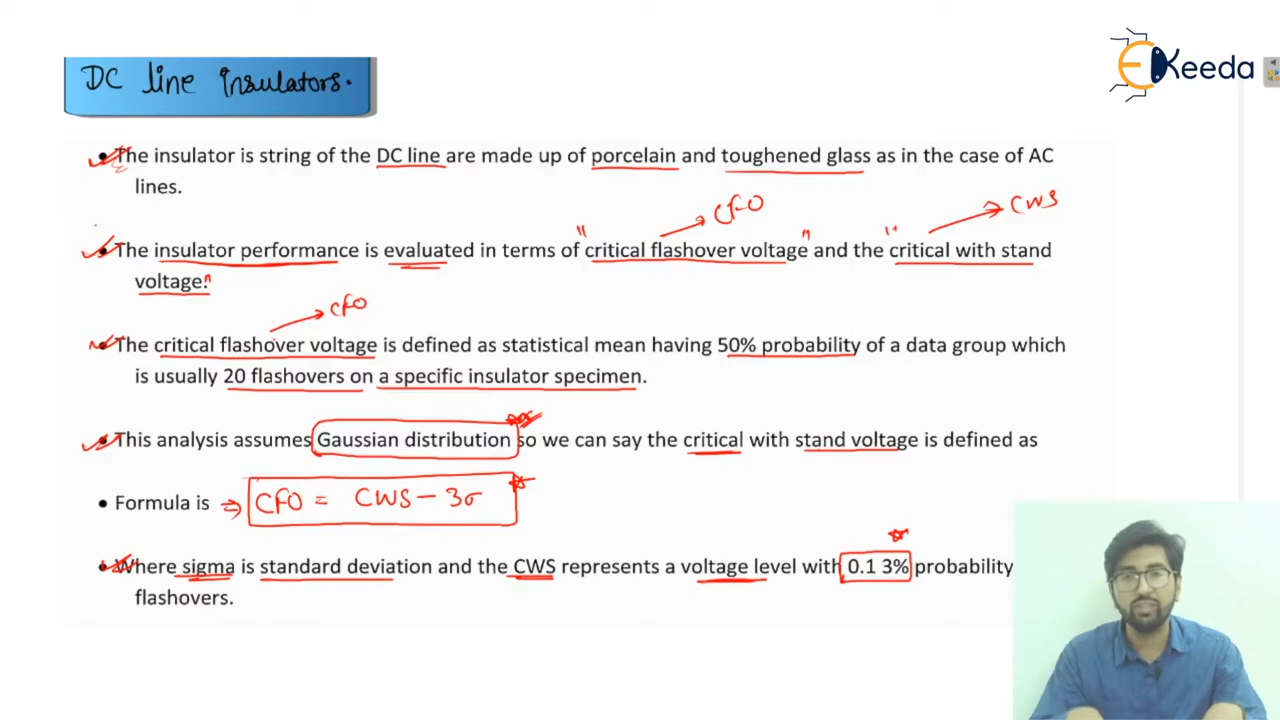 DC line insulators.
EKeeda
• The insulator is string of the DC line are made up of porcelain and toughened glass as in the case of AC
lines.
CFO
CWS
• The insulator performance is evaluated in terms of "critical flashover voltage" and the "critical with stand
voltage."
CFO
• The critical flashover voltage is defined as statistical mean having 50% probability of a data group which
is usually 20 flashovers on a specific insulator specimen.
• This analysis assumes Gaussian distribution so we can say the critical with stand voltage is defined as
• Formula is ⇒ CFO = CWS - 3σ
• Where sigma is standard deviation and the CWS represents a voltage level with 0.1 3% probability
flashovers.